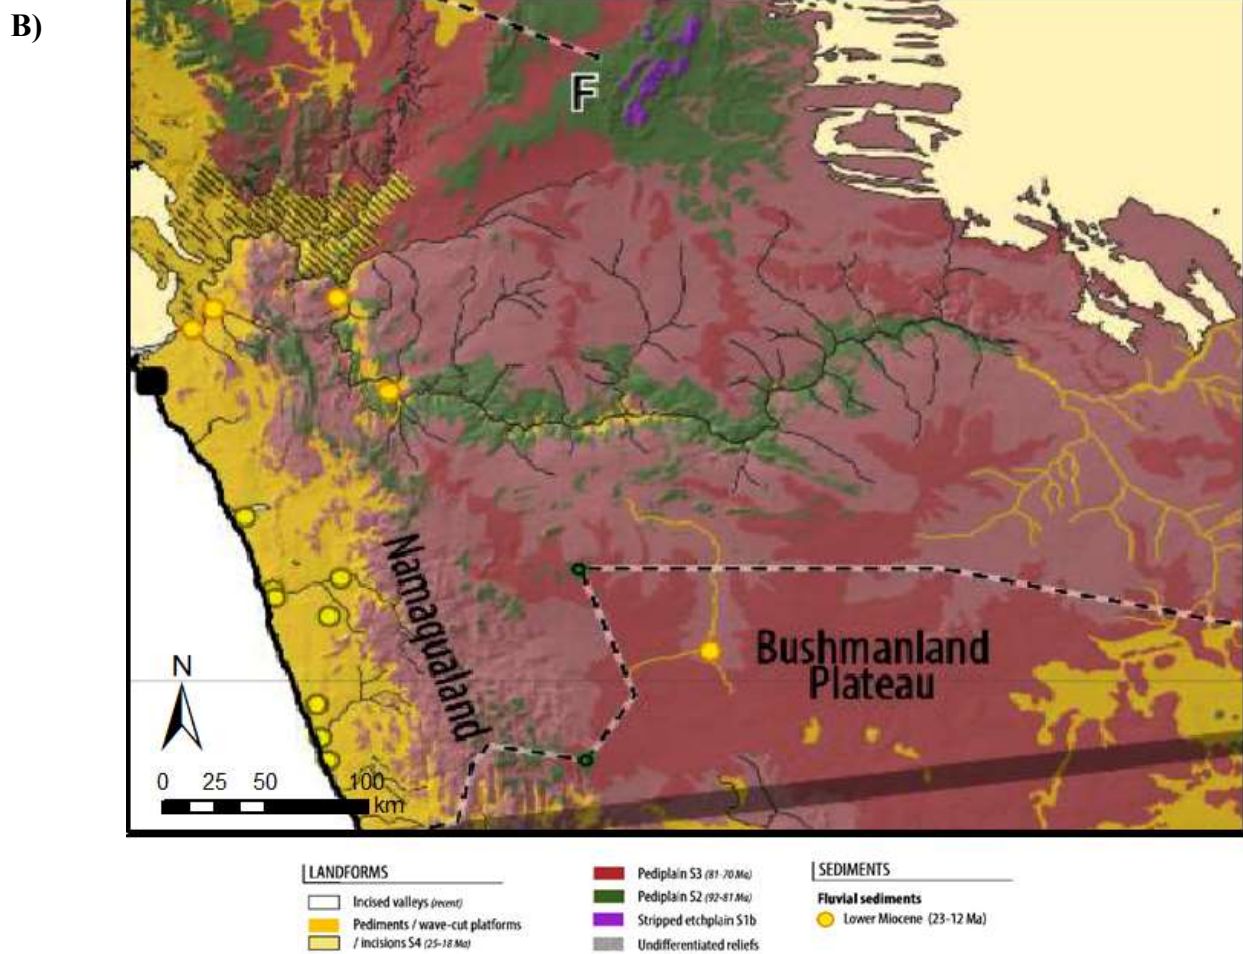 B)
F
Namaqualand
Bushmanland
Plateau
N
0 25 50 100
km
LANDFORMS
Incised valleys (recent)
Pediments / wave-cut platforms
/ incisions S4 (25-18 Ma)
Pediplain S3 (81-70 Ma)
Pediplain S2 (92-81 Ma)
Stripped etchplain S1b
Undifferentiated reliefs
SEDIMENTS
Fluvial sediments
Lower Miocene (23-12 Ma)